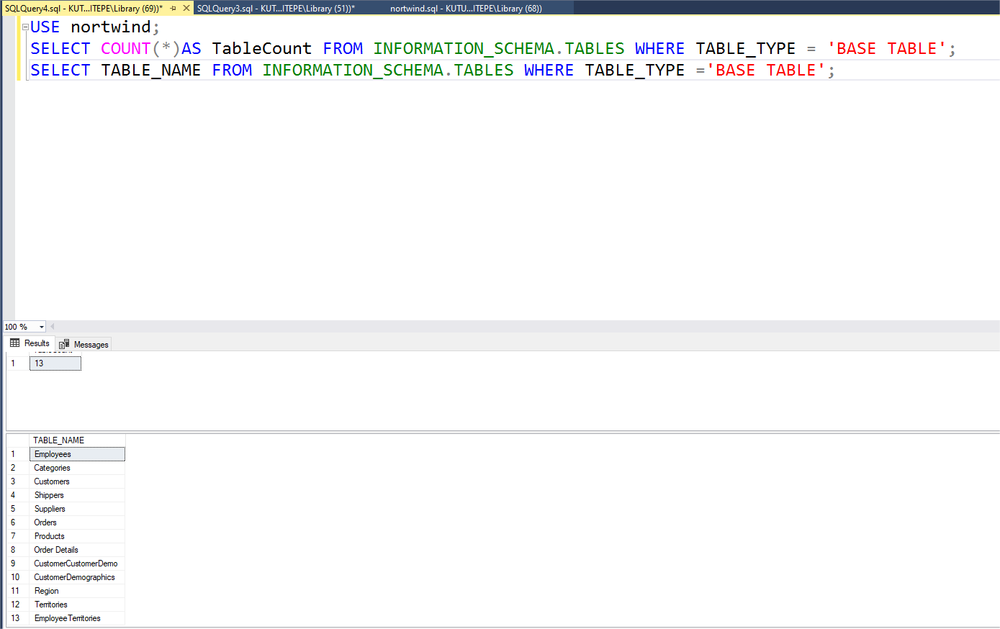 SQLQuery4.sql - KUT...ITEPE\Library (69))* SQLQuery3.sql - KUT...ITEPE\Library (51))* nortwind.sql - KUTU...ITEPE\Library (68))
USE nortwind;
SELECT COUNT(*)AS TableCount FROM INFORMATION_SCHEMA.TABLES WHERE TABLE_TYPE = 'BASE TABLE';
SELECT TABLE_NAME FROM INFORMATION_SCHEMA.TABLES WHERE TABLE_TYPE ='BASE TABLE';
100 %
Results Messages
1 13
TABLE_NAME
1 Employees
2 Categories
3 Customers
4 Shippers
5 Suppliers
6 Orders
7 Products
8 Order Details
9 CustomerCustomerDemo
10 CustomerDemographics
11 Region
12 Territories
13 EmployeeTerritories